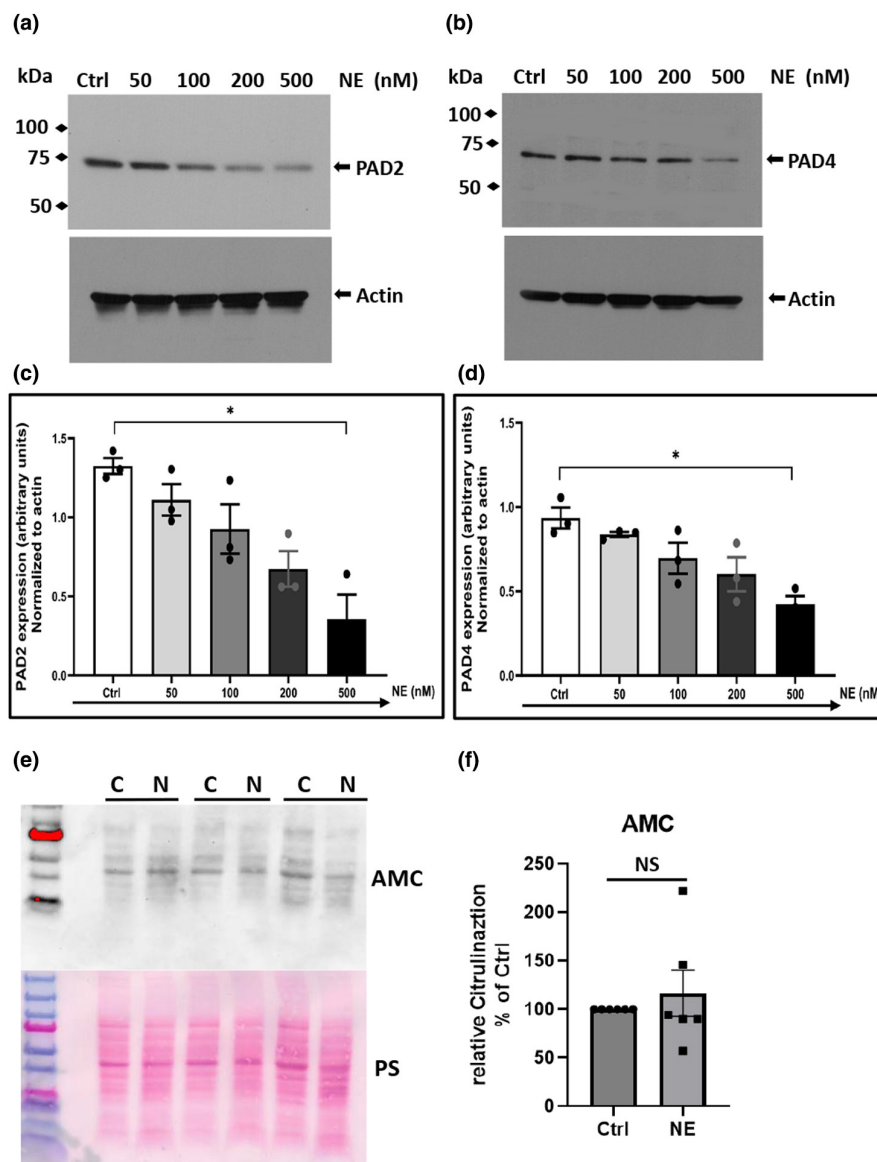 (a)
kDa Ctrl 50 100 200 500 NE (nM)
100
75
PAD2
50
Actin
(b)
kDa Ctrl 50 100 200 500 NE (nM)
100
75
PAD4
50
Actin
(c)
PAD2 expression (arbitrary units)
Normalized to actin
*
1.5
1.0
0.5
0.0
Ctrl 50 100 200 500 NE (nM)
(d)
PAD4 expression (arbitrary units)
Normalized to actin
*
1.5
1.0
0.5
0.0
Ctrl 50 100 200 500 NE (nM
(e)
C N C N C N
AMC
PS
(f)
AMC
relative Citrulinaztion
% of Ctrl
NS
250
200
150
100
50
0
Ctrl NE